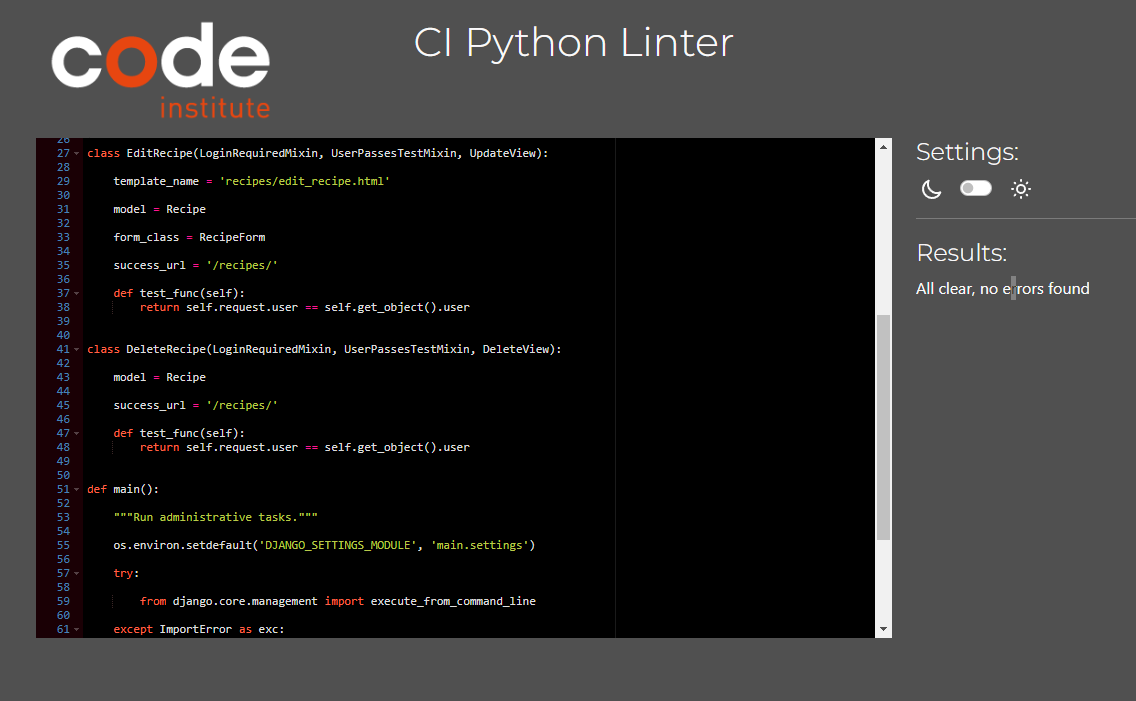 code
institute
CI Python Linter
26
27 class EditRecipe(LoginRequiredMixin, UserPassesTestMixin, UpdateView):
28
29 template_name = 'recipes/edit_recipe.html'
30
31 model = Recipe
32
33 form_class = RecipeForm
34
35 success_url = '/recipes/'
36
37 def test_func(self):
38 return self.request.user == self.get_object().user
39
40
41 class DeleteRecipe(LoginRequiredMixin, UserPassesTestMixin, DeleteView):
42
43 model = Recipe
44
45 success_url = '/recipes/'
46
47 def test_func(self):
48 return self.request.user == self.get_object().user
49
50
51 def main():
52
53 """Run administrative tasks."""
54
55 os.environ.setdefault('DJANGO_SETTINGS_MODULE', 'main.settings')
56
57 try:
58
59 from django.core.management import execute_from_command_line
60
61 except ImportError as exc:
Settings:
Results:
All clear, no errors found